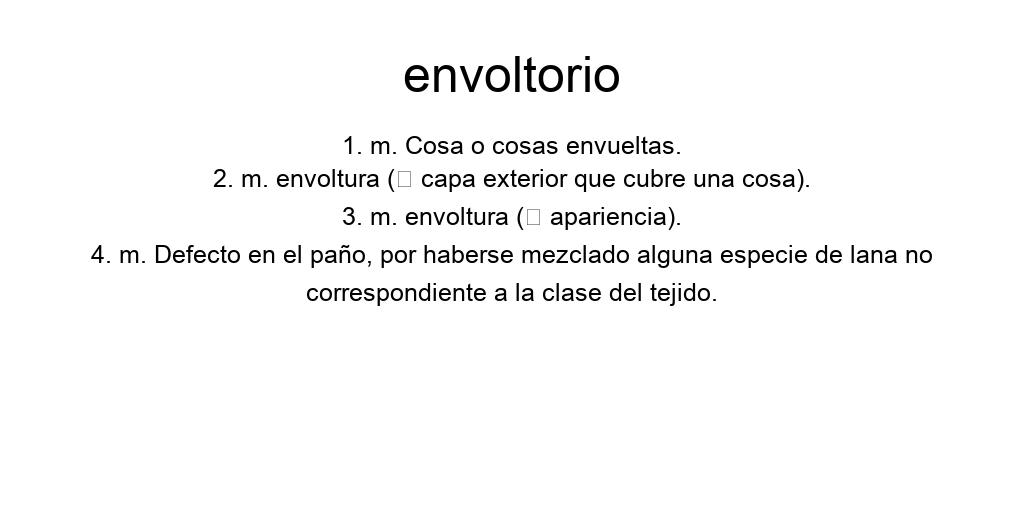 envoltorio
1. m. Cosa o cosas envueltas.
2. m. envoltura (□ capa exterior que cubre una cosa).
3. m. envoltura (□ apariencia).
4. m. Defecto en el paño, por haberse mezclado alguna especie de lana no
correspondiente a la clase del tejido.